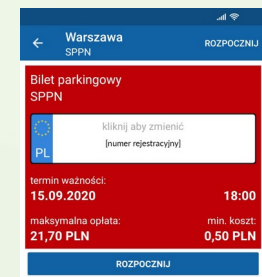 Warszawa
SPPN
ROZPOCZNIJ
Bilet parkingowy
SPPN
kliknij aby zmienić
[numer rejestracyjny]
PL
termin ważności:
15.09.2020 18:00
maksymalna opłata: min. koszt:
21,70 PLN 0,50 PLN
ROZPOCZNIJ